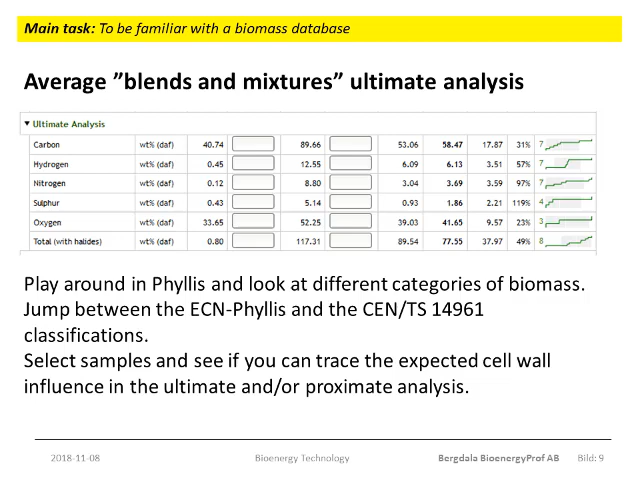 Main task: To be familiar with a biomass database
Average ”blends and mixtures” ultimate analysis
▼ Ultimate Analysis
Carbon wt% (daf) 40.74 89.66 53.06 58.47 17.87 31% 7
Hydrogen wt% (daf) 0.45 12.55 6.09 6.13 3.51 57% 7
Nitrogen wt% (daf) 0.12 8.80 3.04 3.69 3.59 97% 7
Sulphur wt% (daf) 0.43 5.14 0.93 1.86 2.21 119% 4
Oxygen wt% (daf) 33.65 52.25 39.03 41.65 9.57 23% 3
Total (with halides) wt% (daf) 0.80 117.31 89.54 77.55 37.97 49% 8
Play around in Phyllis and look at different categories of biomass.
Jump between the ECN-Phyllis and the CEN/TS 14961
classifications.
Select samples and see if you can trace the expected cell wall
influence in the ultimate and/or proximate analysis.
2018-11-08 Bioenergy Technology Bergdala BioenergyProf AB Bild: 9